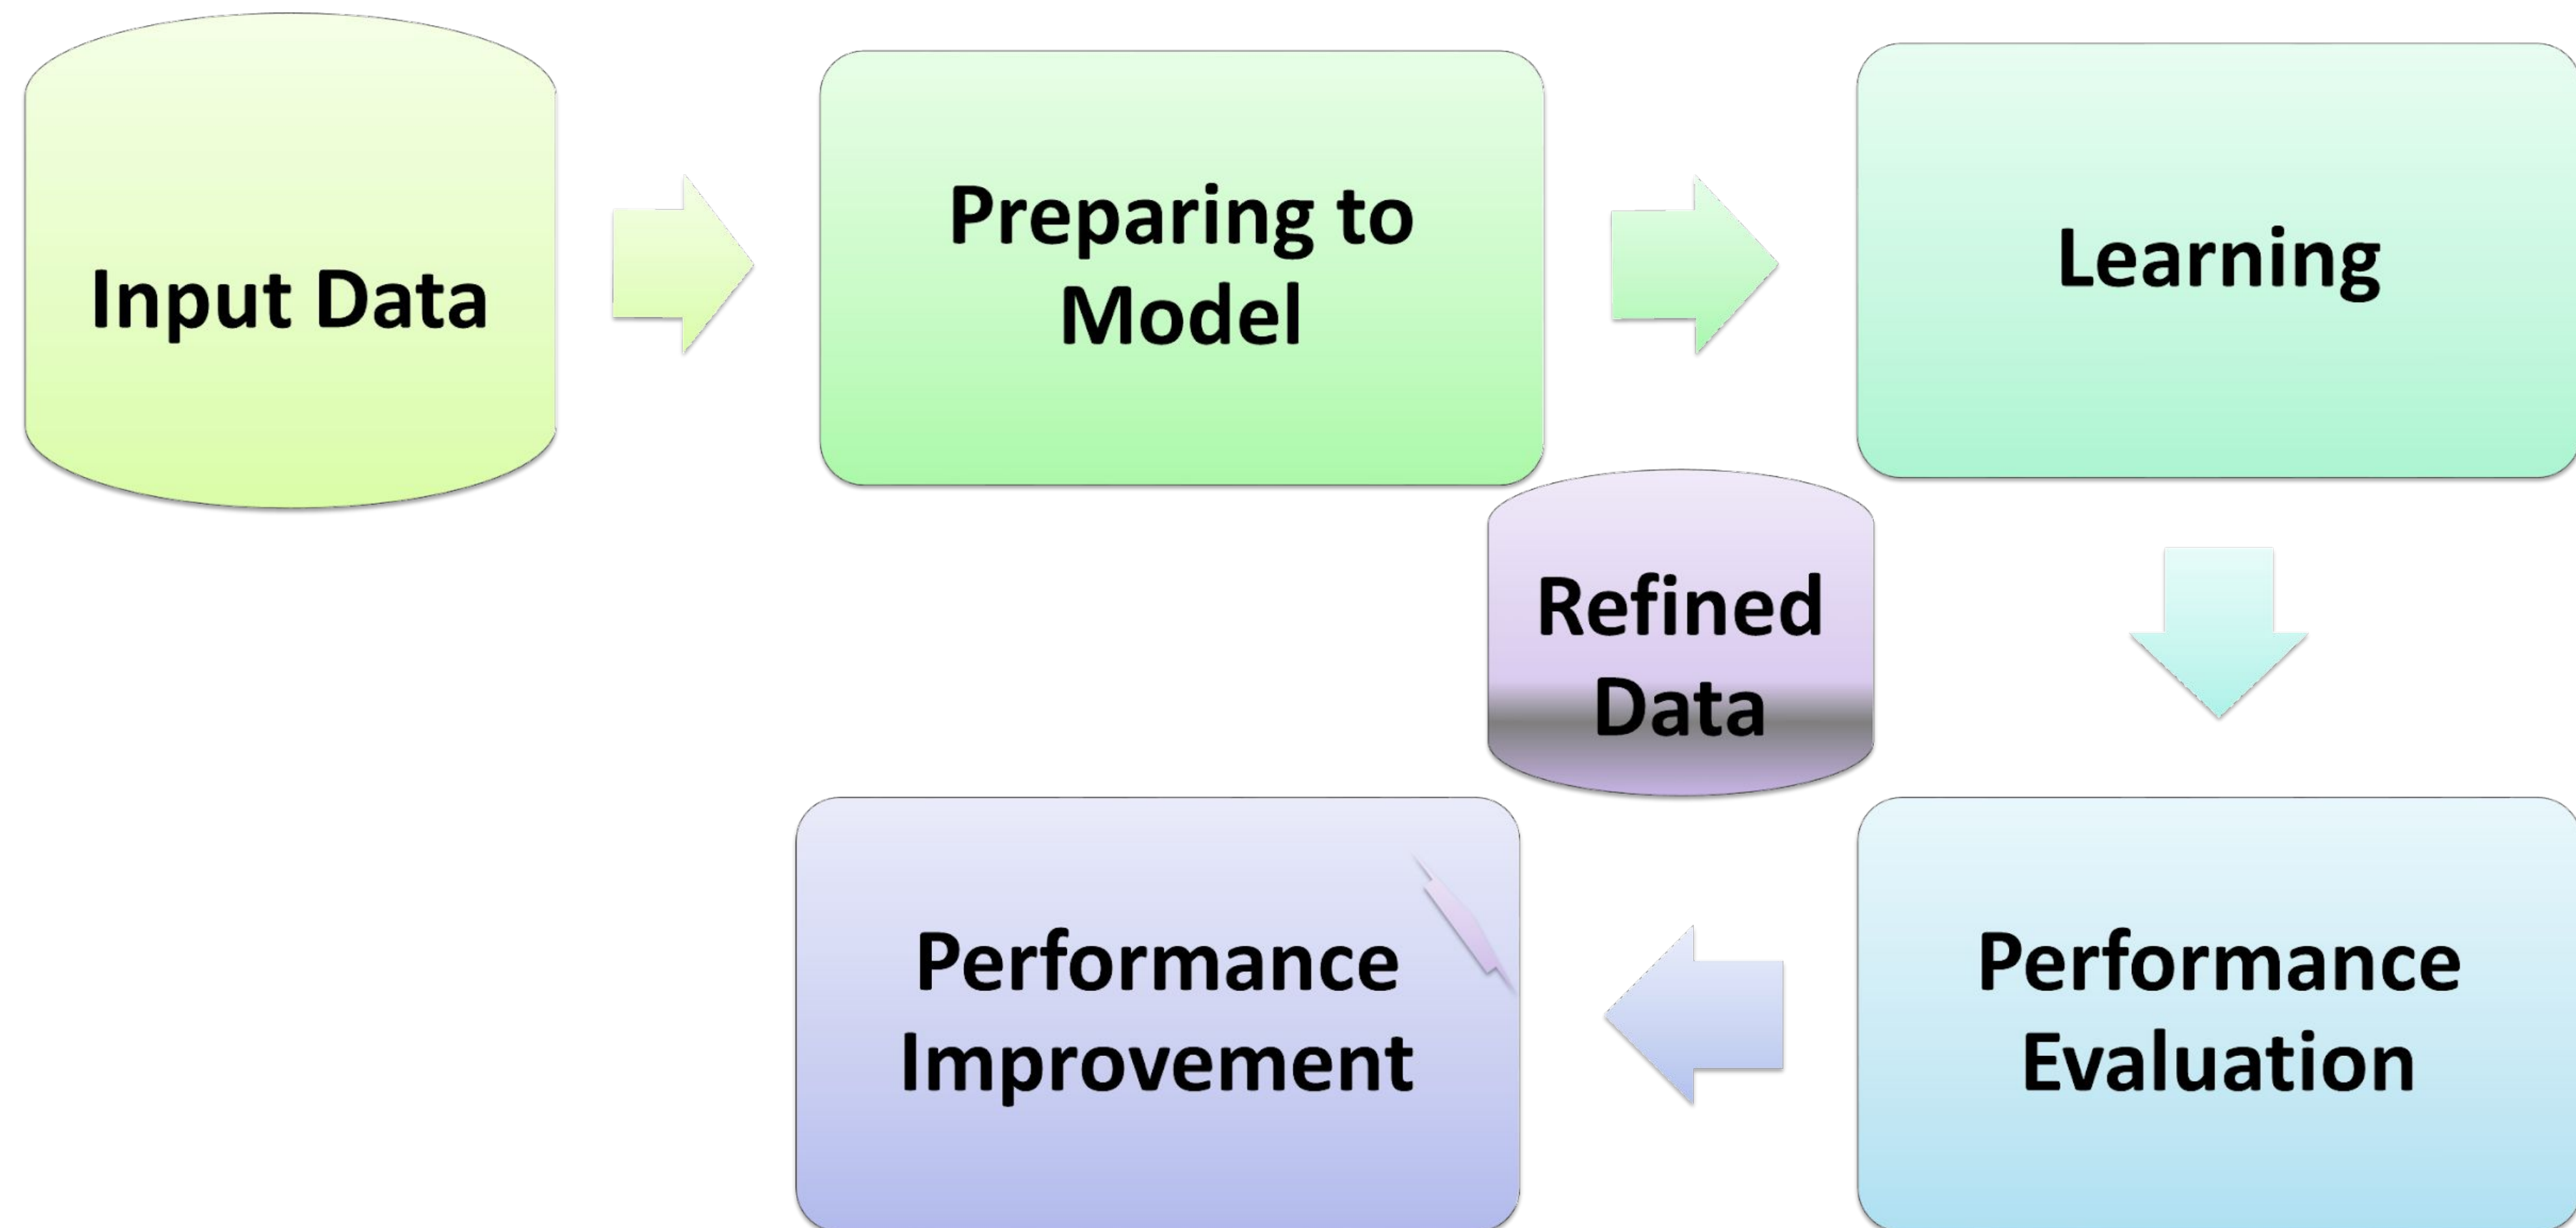 Input Data
Preparing to
Model
Learning
Refined
Data
Performance
Improvement
Performance
Evaluation